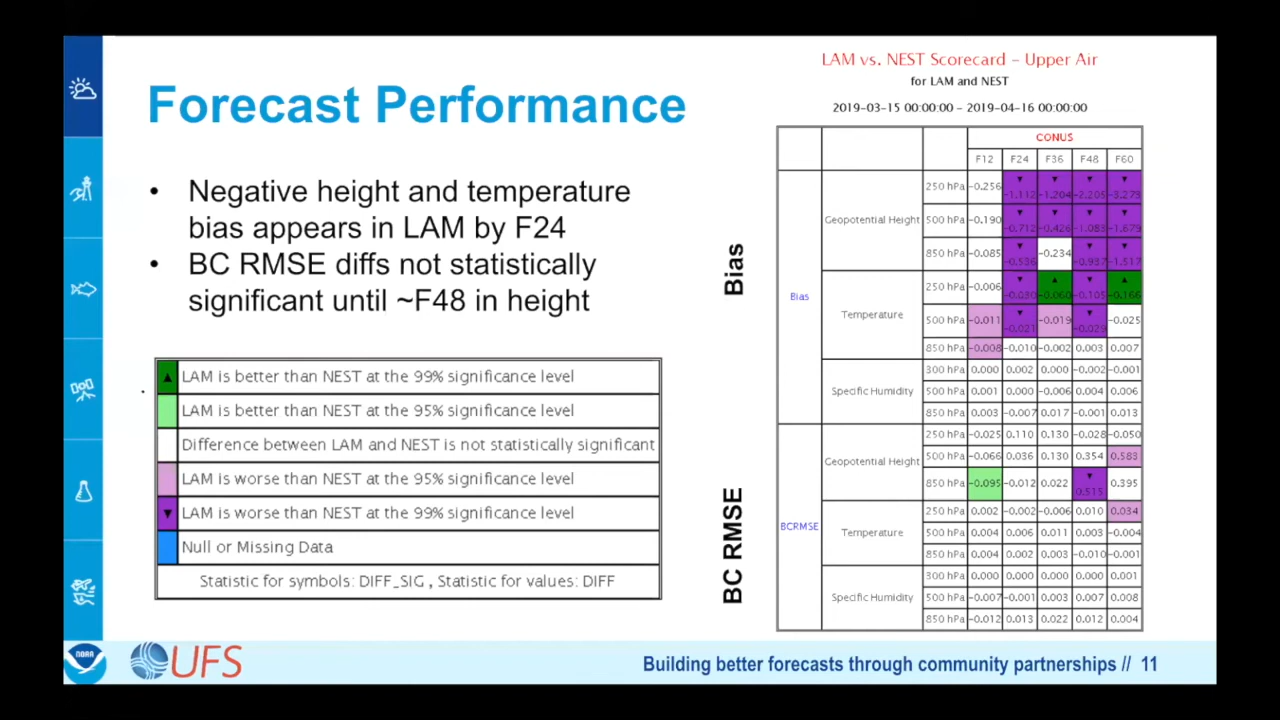 Forecast Performance
• Negative height and temperature
bias appears in LAM by F24
• BC RMSE diffs not statistically
significant until ~F48 in height
▲ LAM is better than NEST at the 99% significance level
LAM is better than NEST at the 95% significance level
Difference between LAM and NEST is not statistically significant
LAM is worse than NEST at the 95% significance level
▼ LAM is worse than NEST at the 99% significance level
Null or Missing Data
Statistic for symbols: DIFF_SIG , Statistic for values: DIFF
LAM vs. NEST Scorecard – Upper Air
for LAM and NEST
2019-03-15 00:00:00 – 2019-04-16 00:00:00
CONUS
F12 F24 F36 F48 F60
Bias
Bias
Geopotential Height
250 hPa -0.256 ▼ -1.112 ▼ -1.204 ▼ -2.205 ▼ -3.279
500 hPa -0.190 ▼ -0.712 ▼ -0.426 ▼ -1.083 ▼ -1.679
850 hPa -0.085 ▼ -0.536 -0.234 ▼ -0.937 ▼ -1.517
Temperature
250 hPa -0.006 ▼ -0.030 ▲ -0.060 ▼ -0.105 ▲ -0.166
500 hPa -0.011 ▼ -0.021 -0.019 ▼ -0.029 -0.025
850 hPa -0.008 -0.010 -0.002 0.003 0.007
Specific Humidity
300 hPa 0.000 0.002 0.000 -0.002 -0.001
500 hPa 0.001 0.000 -0.006 0.004 0.006
850 hPa 0.003 -0.007 0.017 -0.001 0.013
BC RMSE
BCRMSE
Geopotential Height
250 hPa -0.025 0.110 0.130 -0.028 -0.050
500 hPa -0.066 0.036 0.130 0.354 0.583
850 hPa -0.095 -0.012 0.022 ▼ 0.515 0.395
Temperature
250 hPa 0.002 -0.002 -0.006 0.010 0.034
500 hPa 0.004 0.006 0.011 0.003 -0.004
850 hPa 0.004 0.002 0.003 -0.010 -0.001
Specific Humidity
300 hPa 0.000 0.000 0.000 0.000 0.001
500 hPa -0.007 -0.001 0.003 0.007 0.008
850 hPa -0.012 0.013 0.022 0.012 0.004
NOAA
UFS
Building better forecasts through community partnerships // 11